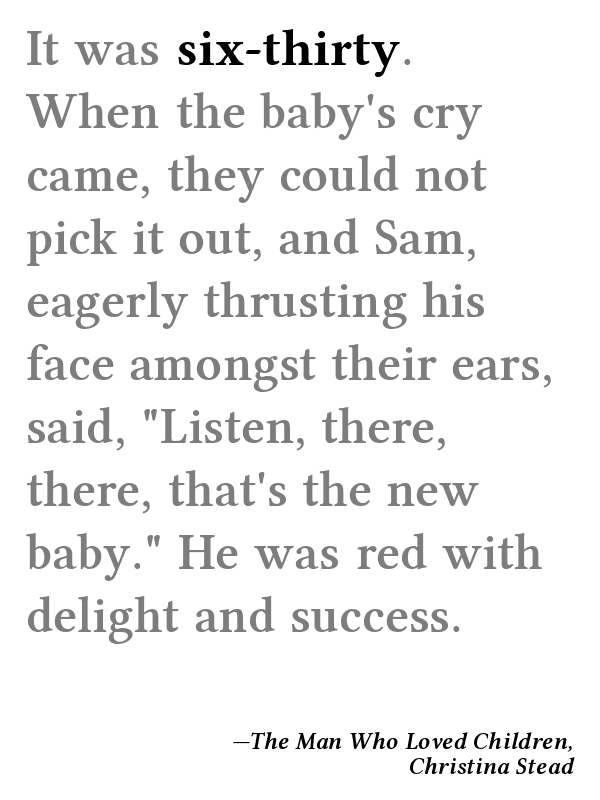 It was six-thirty.
When the baby's cry
came, they could not
pick it out, and Sam,
eagerly thrusting his
face amongst their ears,
said, "Listen, there,
there, that's the new
baby." He was red with
delight and success.
—The Man Who Loved Children,
Christina Stead